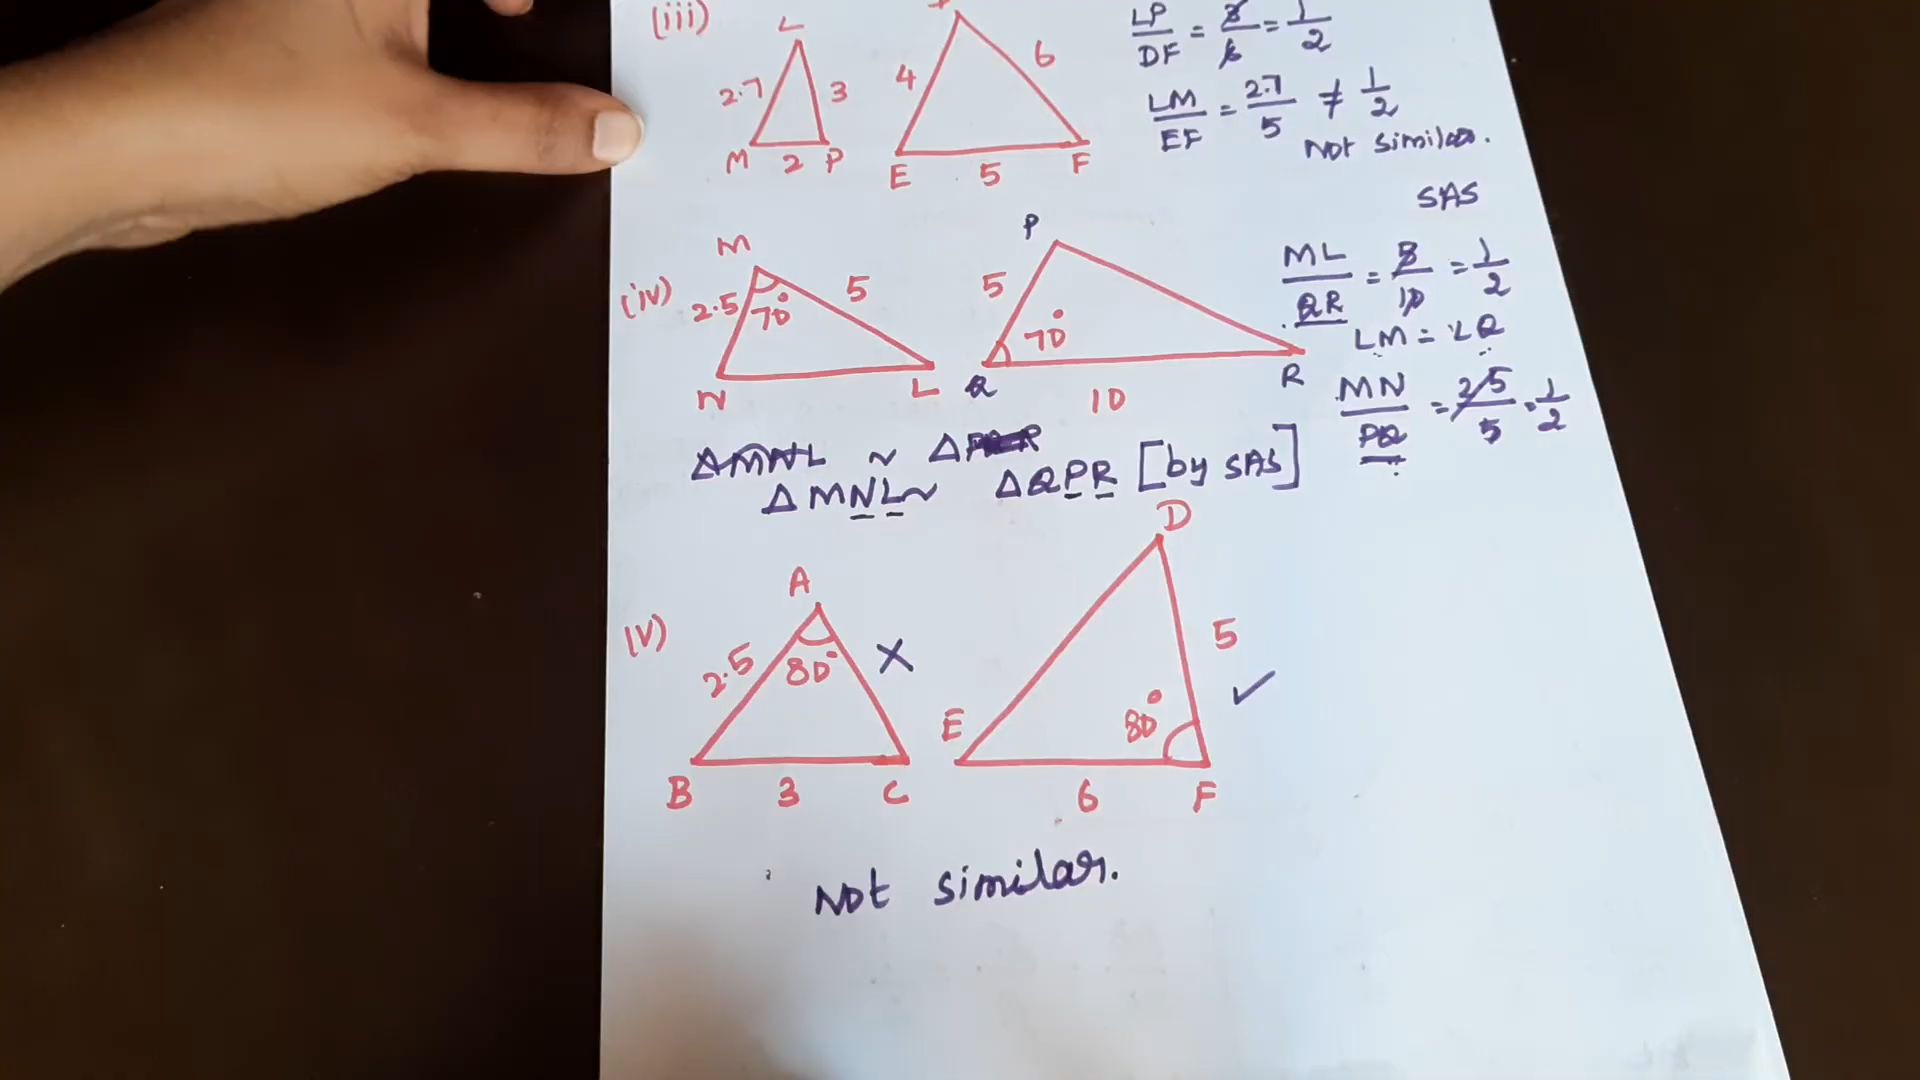 (iii)
L
2.7
3
M 2 P
4
6
E 5 F
LP/DF = 3/6 = 1/2
LM/EF = 2.7/5 ≠ 1/2
Not similar.
SAS
(iv)
M
2.5
70°
5
N
L
P
5
70°
Q
R
10
ML/QR = 5/10 = 1/2
∠M = ∠Q
MN/PQ = 2.5/5 = 1/2
ΔMNL ~ Δ
ΔMNL ~ ΔQPR [by SAS]
(v)
A
2.5
80°
×
B 3 C
D
5
✓
80°
E
6
F
Not similar.